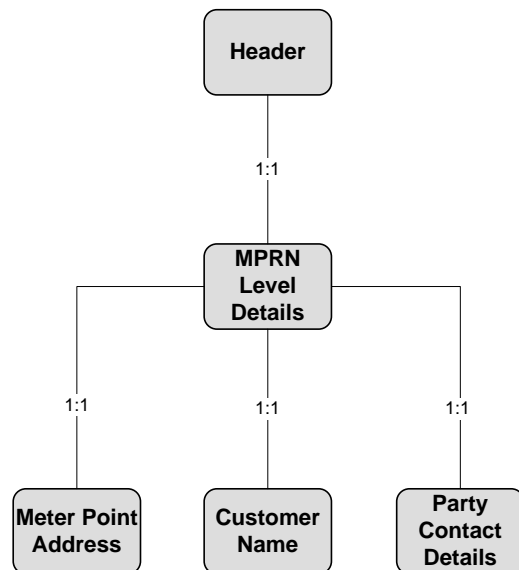 Header
1:1
MPRN
Level
Details
1:1
1:1
1:1
Meter Point
Address
Customer
Name
Party
Contact
Details